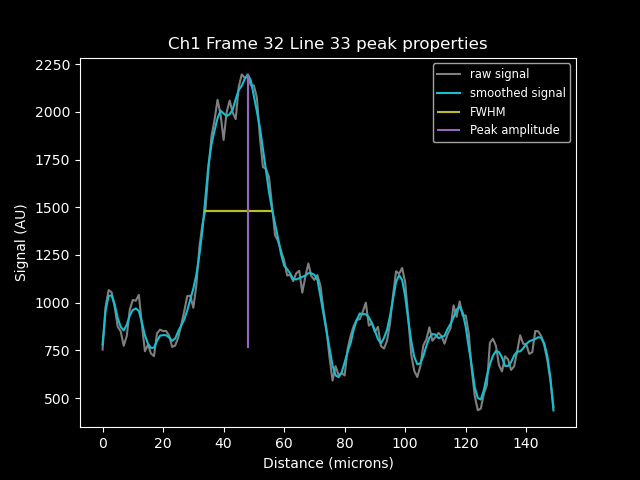 Ch1 Frame 32 Line 33 peak properties
raw signal
smoothed signal
FWHM
Peak amplitude
Signal (AU)
2250
2000
1750
1500
1250
1000
750
500
0 20 40 60 80 100 120 140
Distance (microns)